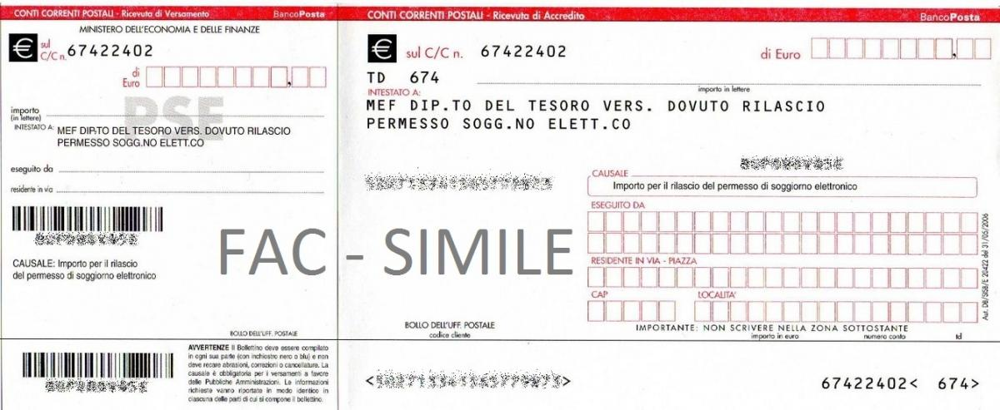 CONTI CORRENTI POSTALI - Ricevuta di Versamento BancoPosta
MINISTERO DELL'ECONOMIA E DELLE FINANZE
€ sul C/C n. 67422402
di Euro ,
PSE
importo
(in lettere)
INTESTATO A: MEF DIP.TO DEL TESORO VERS. DOVUTO RILASCIO
PERMESSO SOGG.NO ELETT.CO
eseguito da
residente in via
CAUSALE: Importo per il rilascio
del permesso di soggiorno elettronico
BOLLO DELL'UFF. POSTALE
AVVERTENZE Il Bollettino deve essere compilato
in ogni sua parte (con inchiostro nero o blu) e non
deve recare abrasioni, correzioni o cancellature. La
causale è obbligatoria per i versamenti a favore
delle Pubbliche Amministrazioni. Le informazioni
richieste vanno riportate in modo identico in
ciascuna delle parti di cui si compone il bollettino.
CONTI CORRENTI POSTALI - Ricevuta di Accredito BancoPosta
€ sul C/C n. 67422402 di Euro ,
TD 674
importo in lettere
INTESTATO A:
MEF DIP.TO DEL TESORO VERS. DOVUTO RILASCIO
PERMESSO SOGG.NO ELETT.CO
CAUSALE
Importo per il rilascio del permesso di soggiorno elettronico
ESEGUITO DA
RESIDENTE IN VIA - PIAZZA
CAP LOCALITA'
FAC - SIMILE
BOLLO DELL'UFF. POSTALE
codice cliente
IMPORTANTE: NON SCRIVERE NELLA ZONA SOTTOSTANTE
importo in euro numero conto td
67422402< 674>
Aut. DB/SISB/E 20422 del 31/05/2006